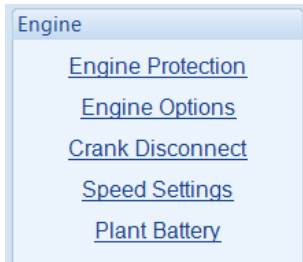 Engine
Engine Protection
Engine Options
Crank Disconnect
Speed Settings
Plant Battery